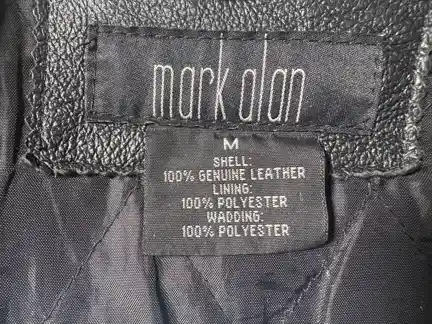 mark alan
M
SHELL:
100% GENUINE LEATHER
LINING:
100% POLYESTER
WADDING:
100% POLYESTER